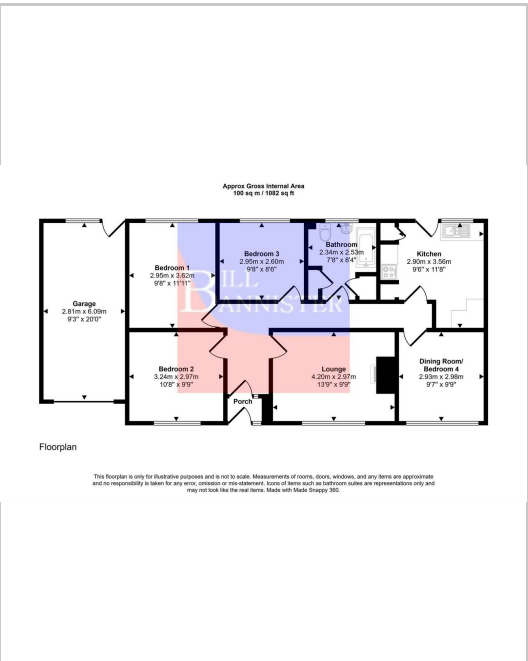 Approx Gross Internal Area
100 sq m / 1082 sq ft
Garage
2.81m x 6.09m
9'3" x 20'0"
Bedroom 1
2.95m x 3.62m
9'8" x 11'11"
Bedroom 3
2.95m x 2.60m
9'8" x 8'6"
Bathroom
2.34m x 2.53m
7'8" x 8'4"
Kitchen
2.90m x 3.56m
9'6" x 11'8"
BILL
BANNISTER
Bedroom 2
3.24m x 2.97m
10'8" x 9'9"
Porch
Lounge
4.20m x 2.97m
13'9" x 9'9"
Dining Room/
Bedroom 4
2.93m x 2.98m
9'7" x 9'9"
Floorplan
This floorplan is only for illustrative purposes and is not to scale. Measurements of rooms, doors, windows, and any items are approximate
and no responsibility is taken for any error, omission or mis-statement. Icons of items such as bathroom suites are representations only and
may not look like the real items. Made with Made Snappy 360.